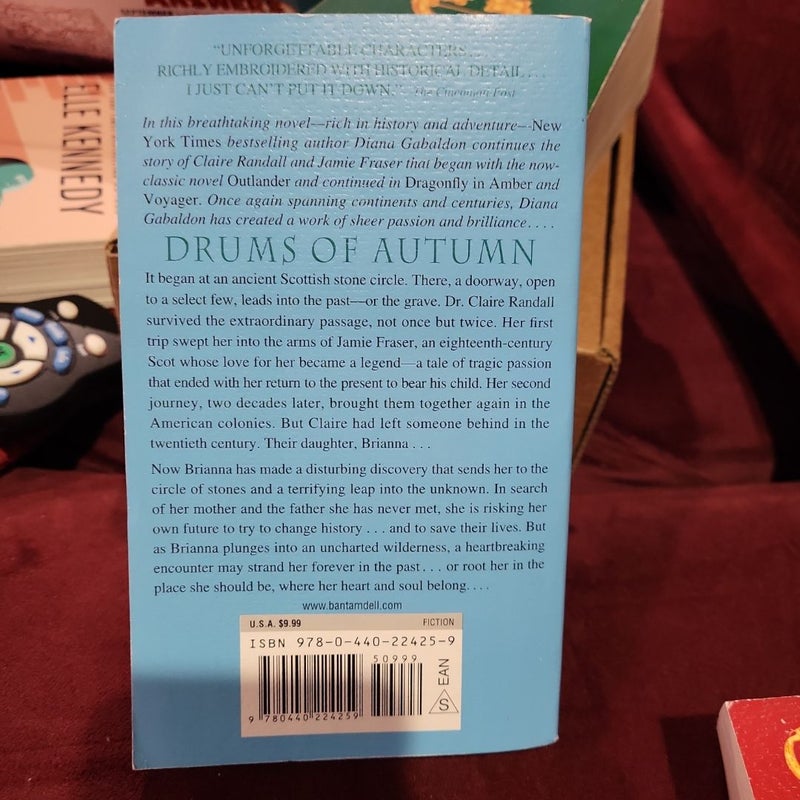 "UNFORGETTABLE CHARACTERS...
RICHLY EMBROIDERED WITH HISTORICAL DETAIL...
I JUST CAN'T PUT IT DOWN." —The Cincinnati Post
In this breathtaking novel—rich in history and adventure—New
York Times bestselling author Diana Gabaldon continues the
story of Claire Randall and Jamie Fraser that began with the now-
classic novel Outlander and continued in Dragonfly in Amber and
Voyager. Once again spanning continents and centuries, Diana
Gabaldon has created a work of sheer passion and brilliance....
DRUMS OF AUTUMN
It began at an ancient Scottish stone circle. There, a doorway, open
to a select few, leads into the past—or the grave. Dr. Claire Randall
survived the extraordinary passage, not once but twice. Her first
trip swept her into the arms of Jamie Fraser, an eighteenth-century
Scot whose love for her became a legend—a tale of tragic passion
that ended with her return to the present to bear his child. Her second
journey, two decades later, brought them together again in the
American colonies. But Claire had left someone behind in the
twentieth century. Their daughter, Brianna...
Now Brianna has made a disturbing discovery that sends her to the
circle of stones and a terrifying leap into the unknown. In search
of her mother and the father she has never met, she is risking her
own future to try to change history...and to save their lives. But
as Brianna plunges into an uncharted wilderness, a heartbreaking
encounter may strand her forever in the past...or root her in the
place she should be, where her heart and soul belong....
www.bantamdell.com
U.S.A. $9.99 FICTION
ISBN 978-0-440-22425-9
50999
9 780440 224259
EAN
S
ELLE KENNEDY